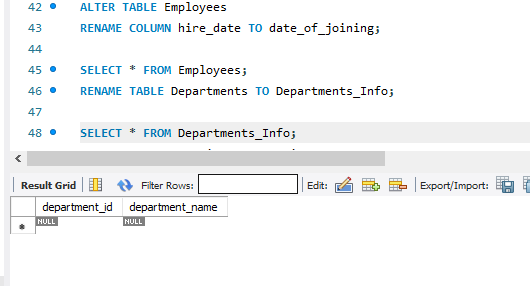 42 ALTER TABLE Employees
43 RENAME COLUMN hire_date TO date_of_joining;
44
45 SELECT * FROM Employees;
46 RENAME TABLE Departments TO Departments_Info;
47
48 SELECT * FROM Departments_Info;
Result Grid Filter Rows: Edit: Export/Import:
department_id department_name
NULL NULL